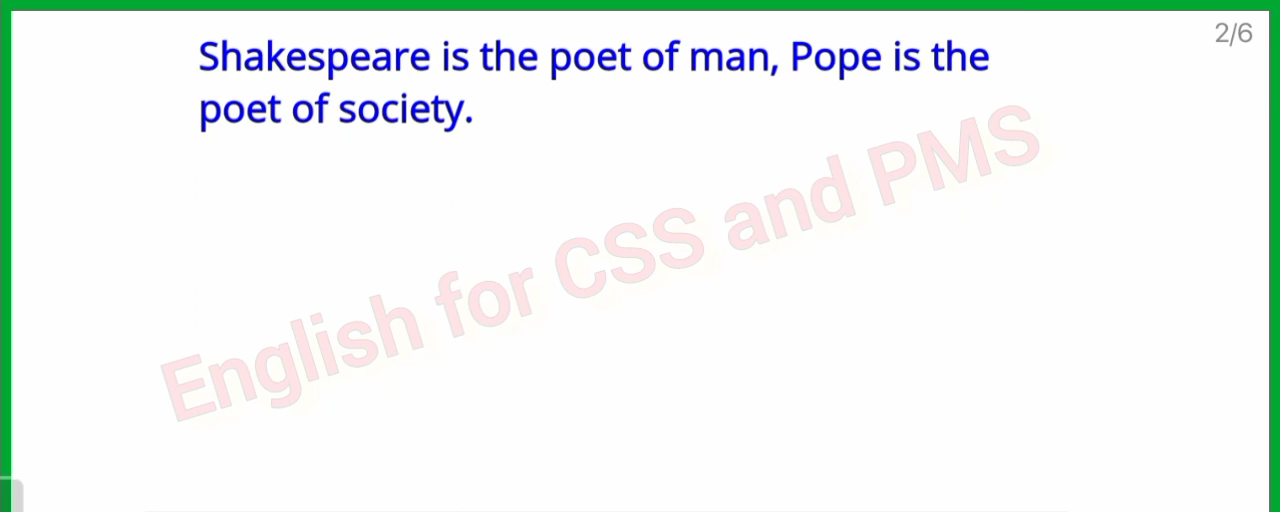 2/6
Shakespeare is the poet of man, Pope is the
poet of society.
English for CSS and PMS